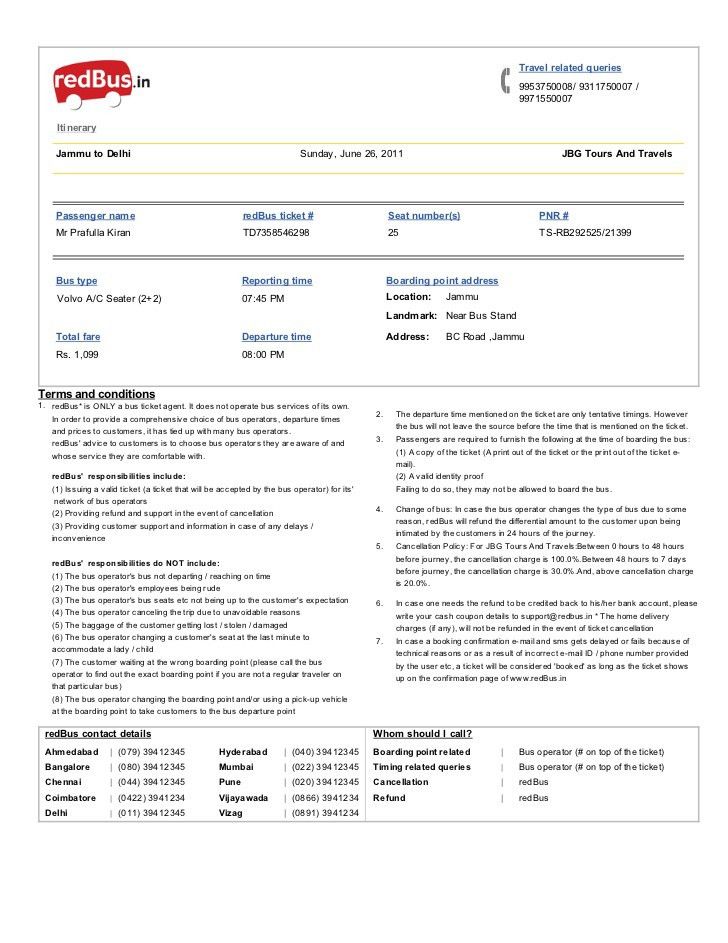 redBus.in
Travel related queries
9953750008/ 9311750007 /
9971550007
Itinerary
Jammu to Delhi Sunday, June 26, 2011 JBG Tours And Travels
Passenger name redBus ticket # Seat number(s) PNR #
Mr Prafulla Kiran TD7358546298 25 TS-RB292525/21399
Bus type Reporting time Boarding point address
Volvo A/C Seater (2+2) 07:45 PM Location: Jammu
Landmark: Near Bus Stand
Total fare Departure time Address: BC Road ,Jammu
Rs. 1,099 08:00 PM
Terms and conditions
1. redBus* is ONLY a bus ticket agent. It does not operate bus services of its own.
In order to provide a comprehensive choice of bus operators, departure times
and prices to customers, it has tied up with many bus operators.
redBus' advice to customers is to choose bus operators they are aware of and
whose service they are comfortable with.
redBus' responsibilities include:
(1) Issuing a valid ticket (a ticket that will be accepted by the bus operator) for its'
network of bus operators
(2) Providing refund and support in the event of cancellation
(3) Providing customer support and information in case of any delays /
inconvenience
redBus' responsibilities do NOT include:
(1) The bus operator's bus not departing / reaching on time
(2) The bus operator's employees being rude
(3) The bus operator's bus seats etc not being up to the customer's expectation
(4) The bus operator canceling the trip due to unavoidable reasons
(5) The baggage of the customer getting lost / stolen / damaged
(6) The bus operator changing a customer's seat at the last minute to
accommodate a lady / child
(7) The customer waiting at the wrong boarding point (please call the bus
operator to find out the exact boarding point if you are not a regular traveler on
that particular bus)
(8) The bus operator changing the boarding point and/or using a pick-up vehicle
at the boarding point to take customers to the bus departure point
2. The departure time mentioned on the ticket are only tentative timings. However
the bus will not leave the source before the time that is mentioned on the ticket.
3. Passengers are required to furnish the following at the time of boarding the bus:
(1) A copy of the ticket (A print out of the ticket or the print out of the ticket e-
mail).
(2) A valid identity proof
Failing to do so, they may not be allowed to board the bus.
4. Change of bus: In case the bus operator changes the type of bus due to some
reason, redBus will refund the differential amount to the customer upon being
intimated by the customers in 24 hours of the journey.
5. Cancellation Policy: For JBG Tours And Travels:Between 0 hours to 48 hours
before journey, the cancellation charge is 100.0%.Between 48 hours to 7 days
before journey, the cancellation charge is 30.0%.And, above cancellation charge
is 20.0%.
6. In case one needs the refund to be credited back to his/her bank account, please
write your cash coupon details to support@redbus.in * The home delivery
charges (if any), will not be refunded in the event of ticket cancellation
7. In case a booking confirmation e-mail and sms gets delayed or fails because of
technical reasons or as a result of incorrect e-mail ID / phone number provided
by the user etc, a ticket will be considered 'booked' as long as the ticket shows
up on the confirmation page of www.redBus.in
redBus contact details
Ahmedabad | (079) 39412345 Hyderabad | (040) 39412345
Bangalore | (080) 39412345 Mumbai | (022) 39412345
Chennai | (044) 39412345 Pune | (020) 39412345
Coimbatore | (0422) 3941234 Vijayawada | (0866) 3941234
Delhi | (011) 39412345 Vizag | (0891) 3941234
Whom should I call?
Boarding point related | Bus operator (# on top of the ticket)
Timing related queries | Bus operator (# on top of the ticket)
Cancellation | redBus
Refund | redBus